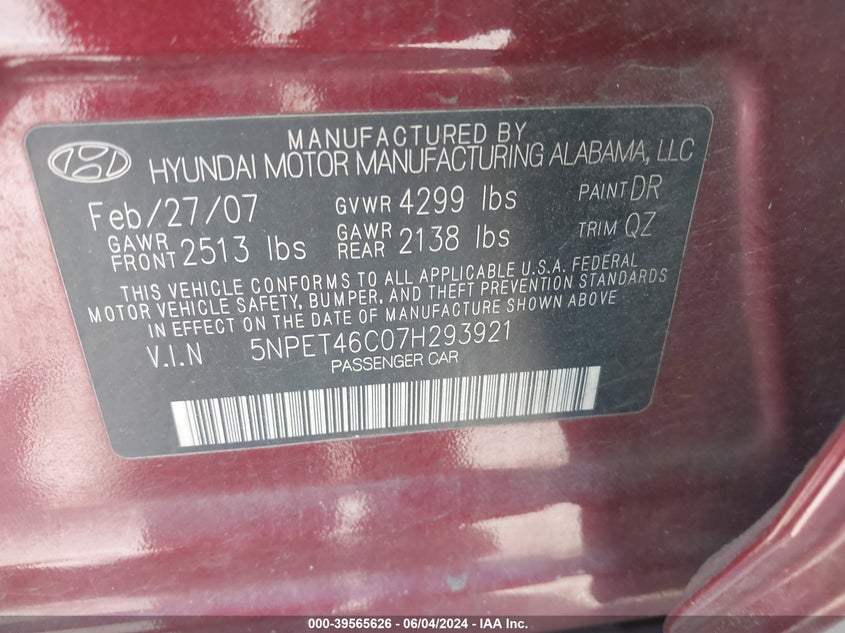 MANUFACTURED BY
HYUNDAI MOTOR MANUFACTURING ALABAMA, LLC
Feb/27/07 GVWR 4299 lbs PAINT DR
GAWR FRONT 2513 lbs GAWR REAR 2138 lbs TRIM QZ
THIS VEHICLE CONFORMS TO ALL APPLICABLE U.S.A. FEDERAL
MOTOR VEHICLE SAFETY, BUMPER, AND THEFT PREVENTION STANDARDS
IN EFFECT ON THE DATE OF MANUFACTURE SHOWN ABOVE
V.I.N 5NPET46C07H293921
PASSENGER CAR
000-39565626 - 06/04/2024 - IAA Inc.